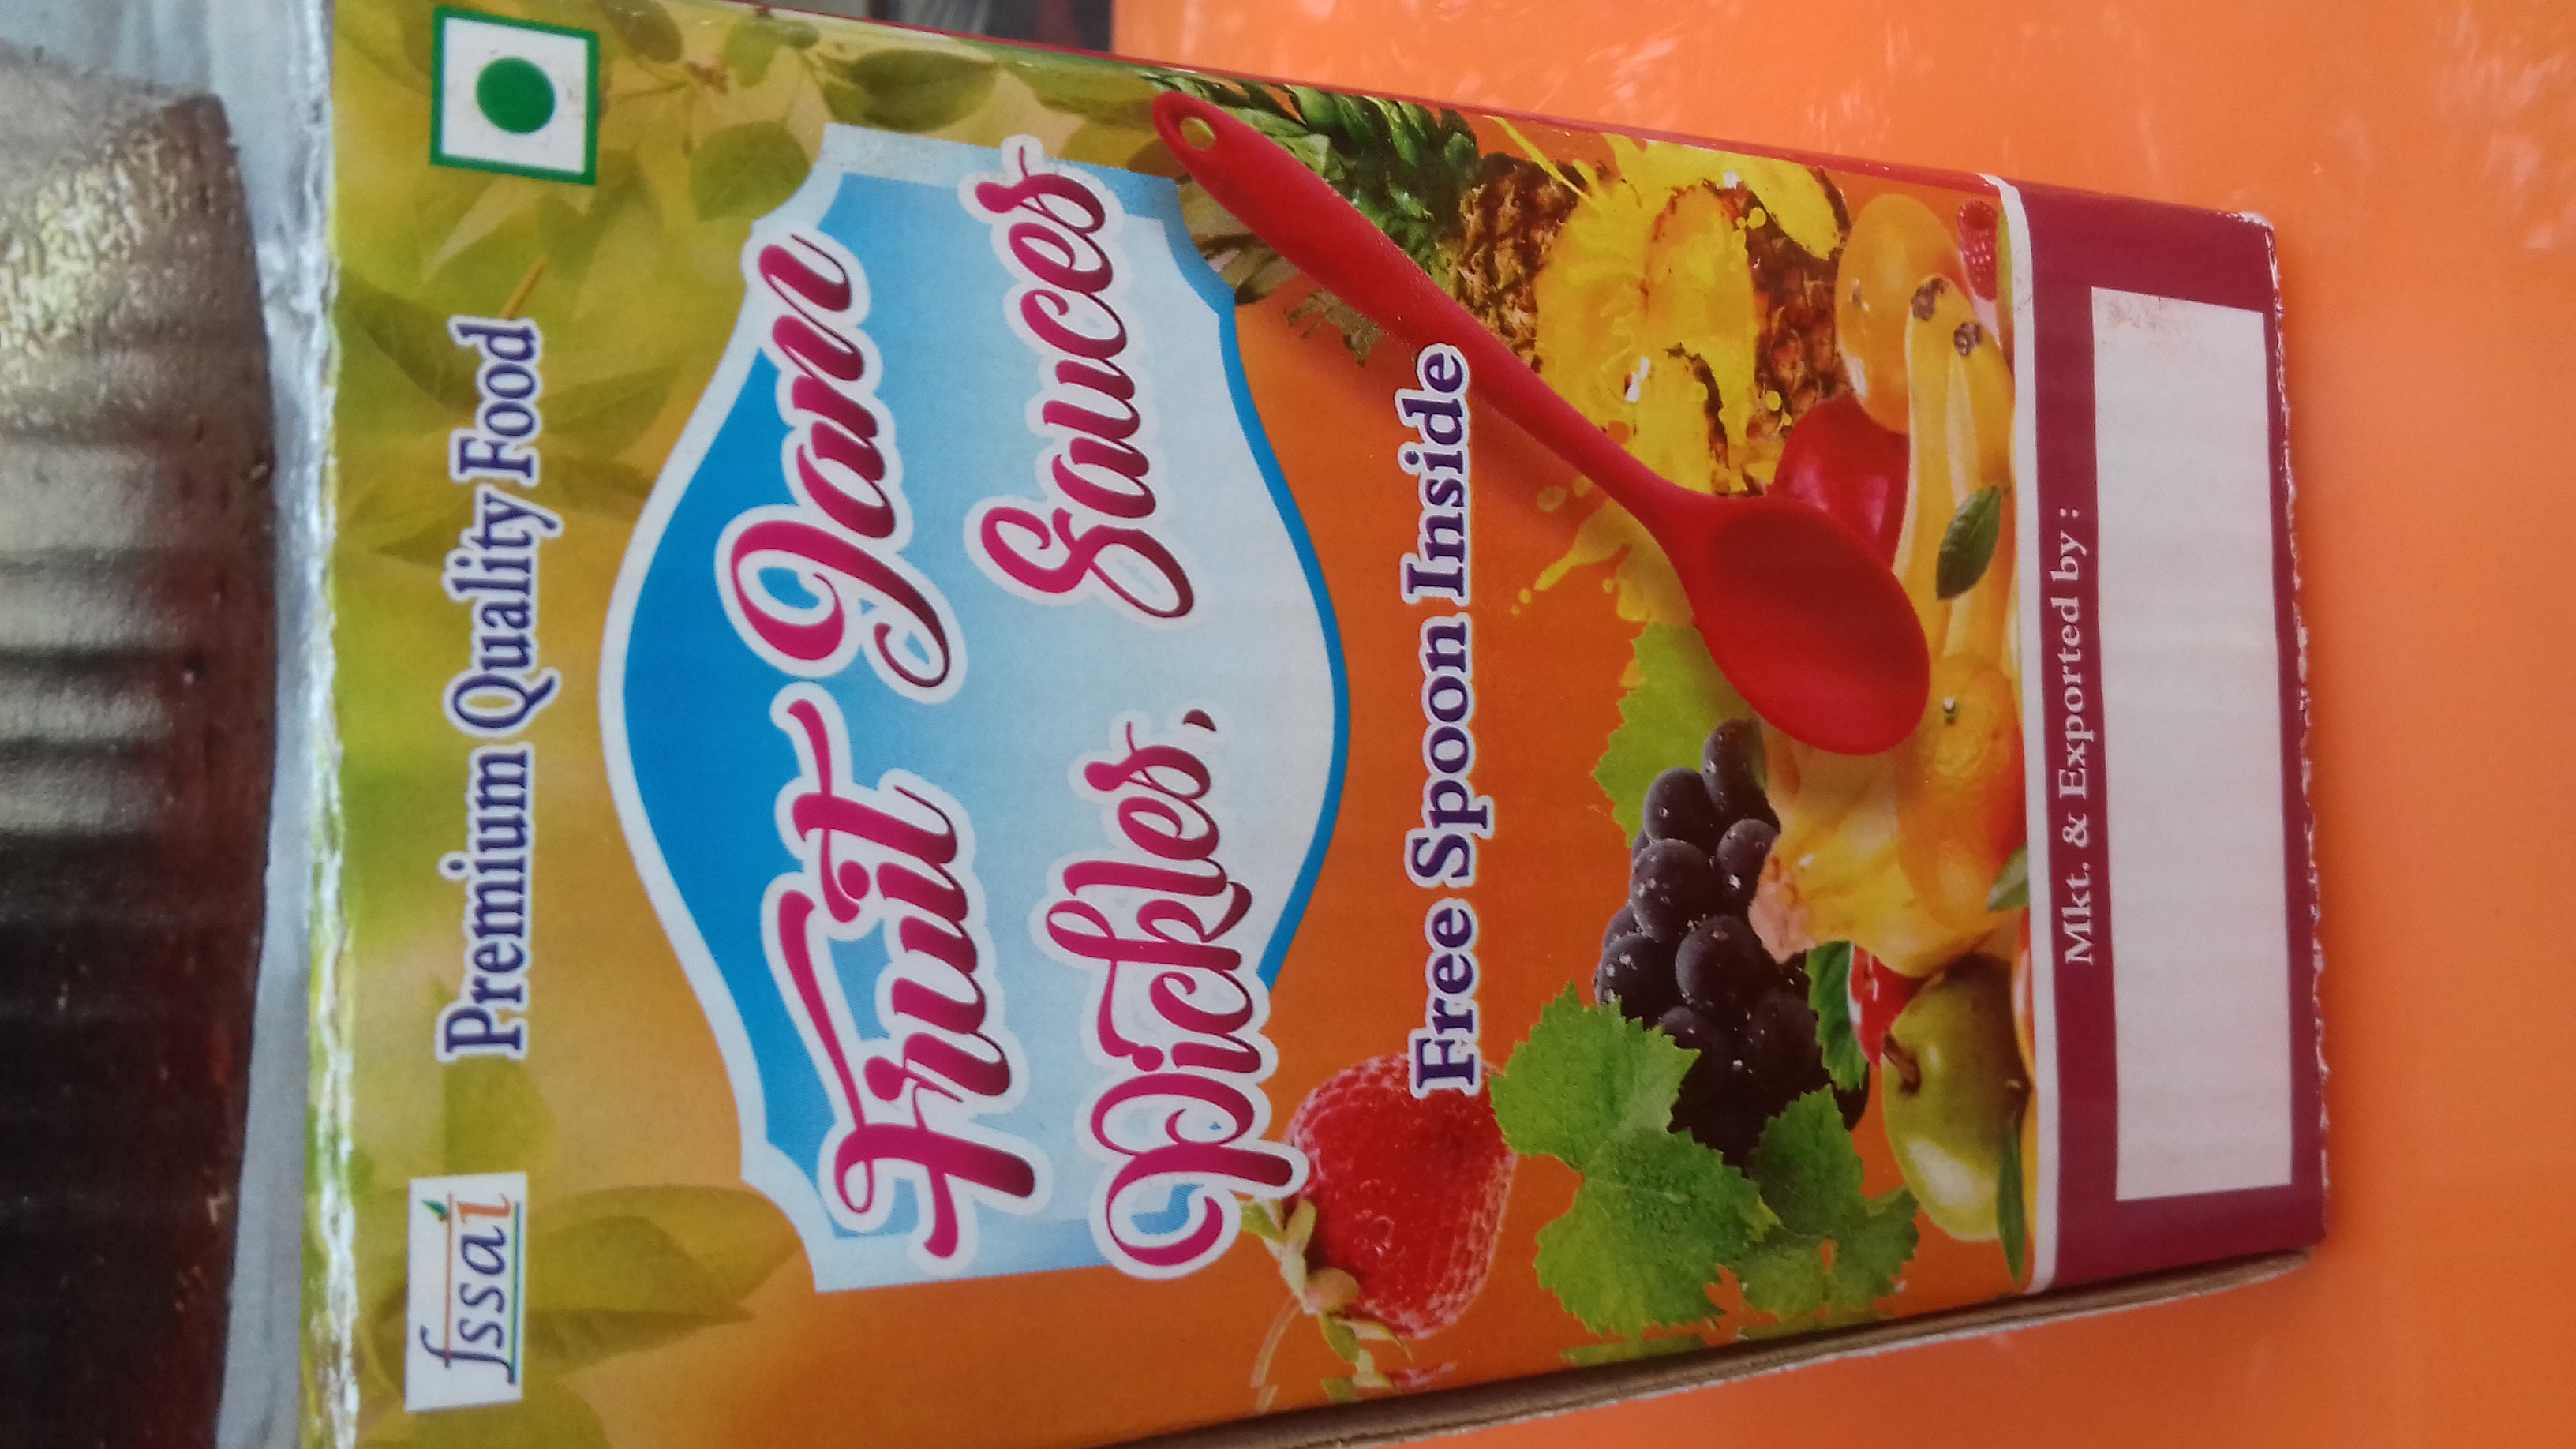 fssai
Premium Quality Food
Fruit Jam
Pickles, Sauces
Free Spoon Inside
Mkt. & Exported by :